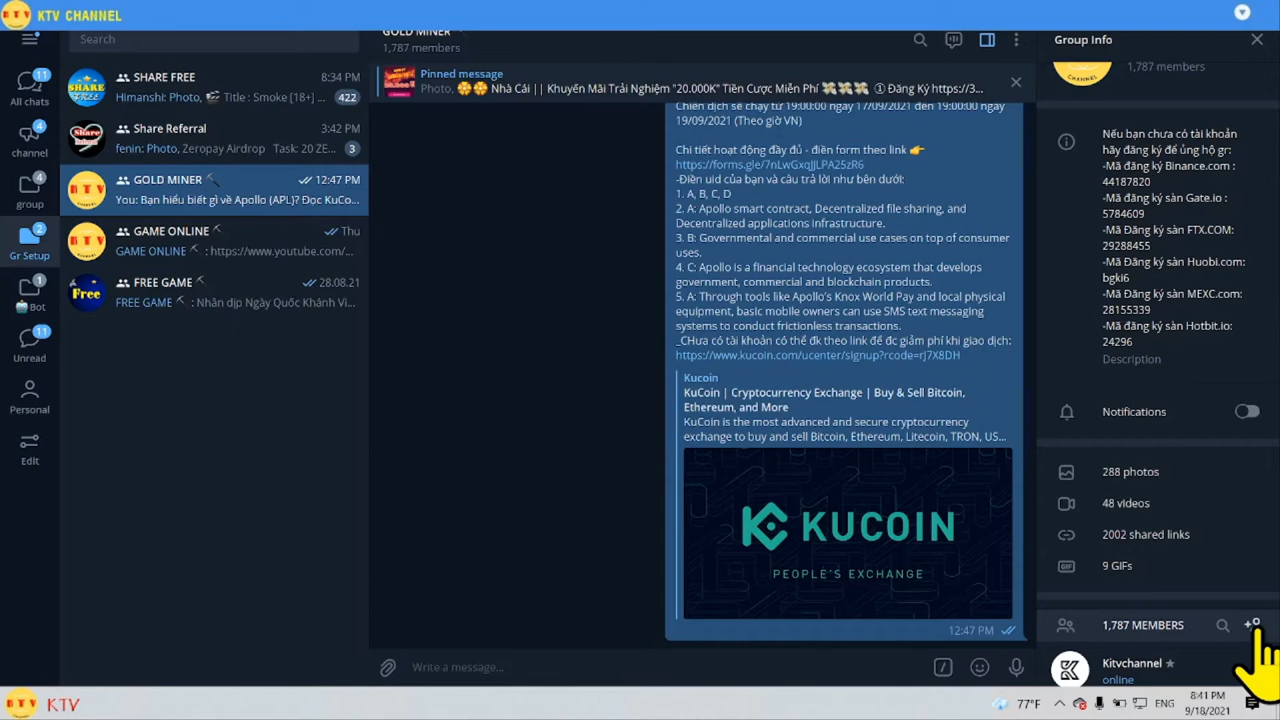 KTV CHANNEL
Search
GOLD MINER
1,787 members
Group Info
CHANNEL
1,787 members
11
All chats
4
channel
4
group
2
Gr Setup
1
Bot
11
Unread
Personal
Edit
SHARE
FREE
SHARE FREE
8:34 PM
Himanshi: Photo, 🎬 Title : Smoke [18+] ...
422
Share
Referral
Share Referral
3:42 PM
fenin: Photo, Zeropay Airdrop Task: 20 ZE...
3
KTV
GOLD MINER ⛏
12:47 PM
You: Bạn hiểu biết gì về Apollo (APL)? Đọc KuCo...
KTV
GAME ONLINE ⛏
Thu
GAME ONLINE ⛏ : https://www.youtube.com/...
Free
FREE GAME ⛏
28.08.21
FREE GAME ⛏ : Nhân dịp Ngày Quốc Khánh Vi...
Pinned message
Photo, 🏵🏵 Nhà Cái || Khuyến Mãi Trải Nghiệm "20.000K" Tiền Cược Miễn Phí 💸💸💸 ①Đăng Ký https://3...
Chiến dịch sẽ chạy từ 19:00:00 ngày 17/09/2021 đến 19:00:00 ngày
19/09/2021 (Theo giờ VN)
Chi tiết hoạt động đầy đủ - điền form theo link 👉
https://forms.gle/7nLwGxqJJLPA25zR6
-Điền uid của bạn và câu trả lời như bên dưới:
1. A, B, C, D
2. A: Apollo smart contract, Decentralized file sharing, and
Decentralized applications infrastructure.
3. B: Governmental and commercial use cases on top of consumer
uses.
4. C: Apollo is a financial technology ecosystem that develops
government, commercial and blockchain products.
5. A: Through tools like Apollo's Knox World Pay and local physical
equipment, basic mobile owners can use SMS text messaging
systems to conduct frictionless transactions.
_CHưa có tài khoản có thể đk theo link để đc giảm phí khi giao dịch:
https://www.kucoin.com/ucenter/signup?rcode=rJ7X8DH
Kucoin
KuCoin | Cryptocurrency Exchange | Buy & Sell Bitcoin,
Ethereum, and More
KuCoin is the most advanced and secure cryptocurrency
exchange to buy and sell Bitcoin, Ethereum, Litecoin, TRON, US...
KUCOIN
PEOPLE'S EXCHANGE
12:47 PM
Write a message...
Nếu bạn chưa có tài khoản
hãy đăng ký để ủng hộ gr:
-Mã đăng ký Binance.com :
44187820
-Mã đăng ký sàn Gate.io :
5784609
-Mã Đăng ký sàn FTX.COM:
29288455
-Mã Đăng ký sàn Huobi.com:
bgki6
-Mã Đăng ký sàn MEXC.com:
28155339
-Mã đăng ký sàn Hotbit.io:
24296
Description
Notifications
288 photos
48 videos
2002 shared links
9 GIFs
GIF
1,787 MEMBERS
Kitvchannel ★
online
KTV
KTV
77°F
ENG
8:41 PM
9/18/2021